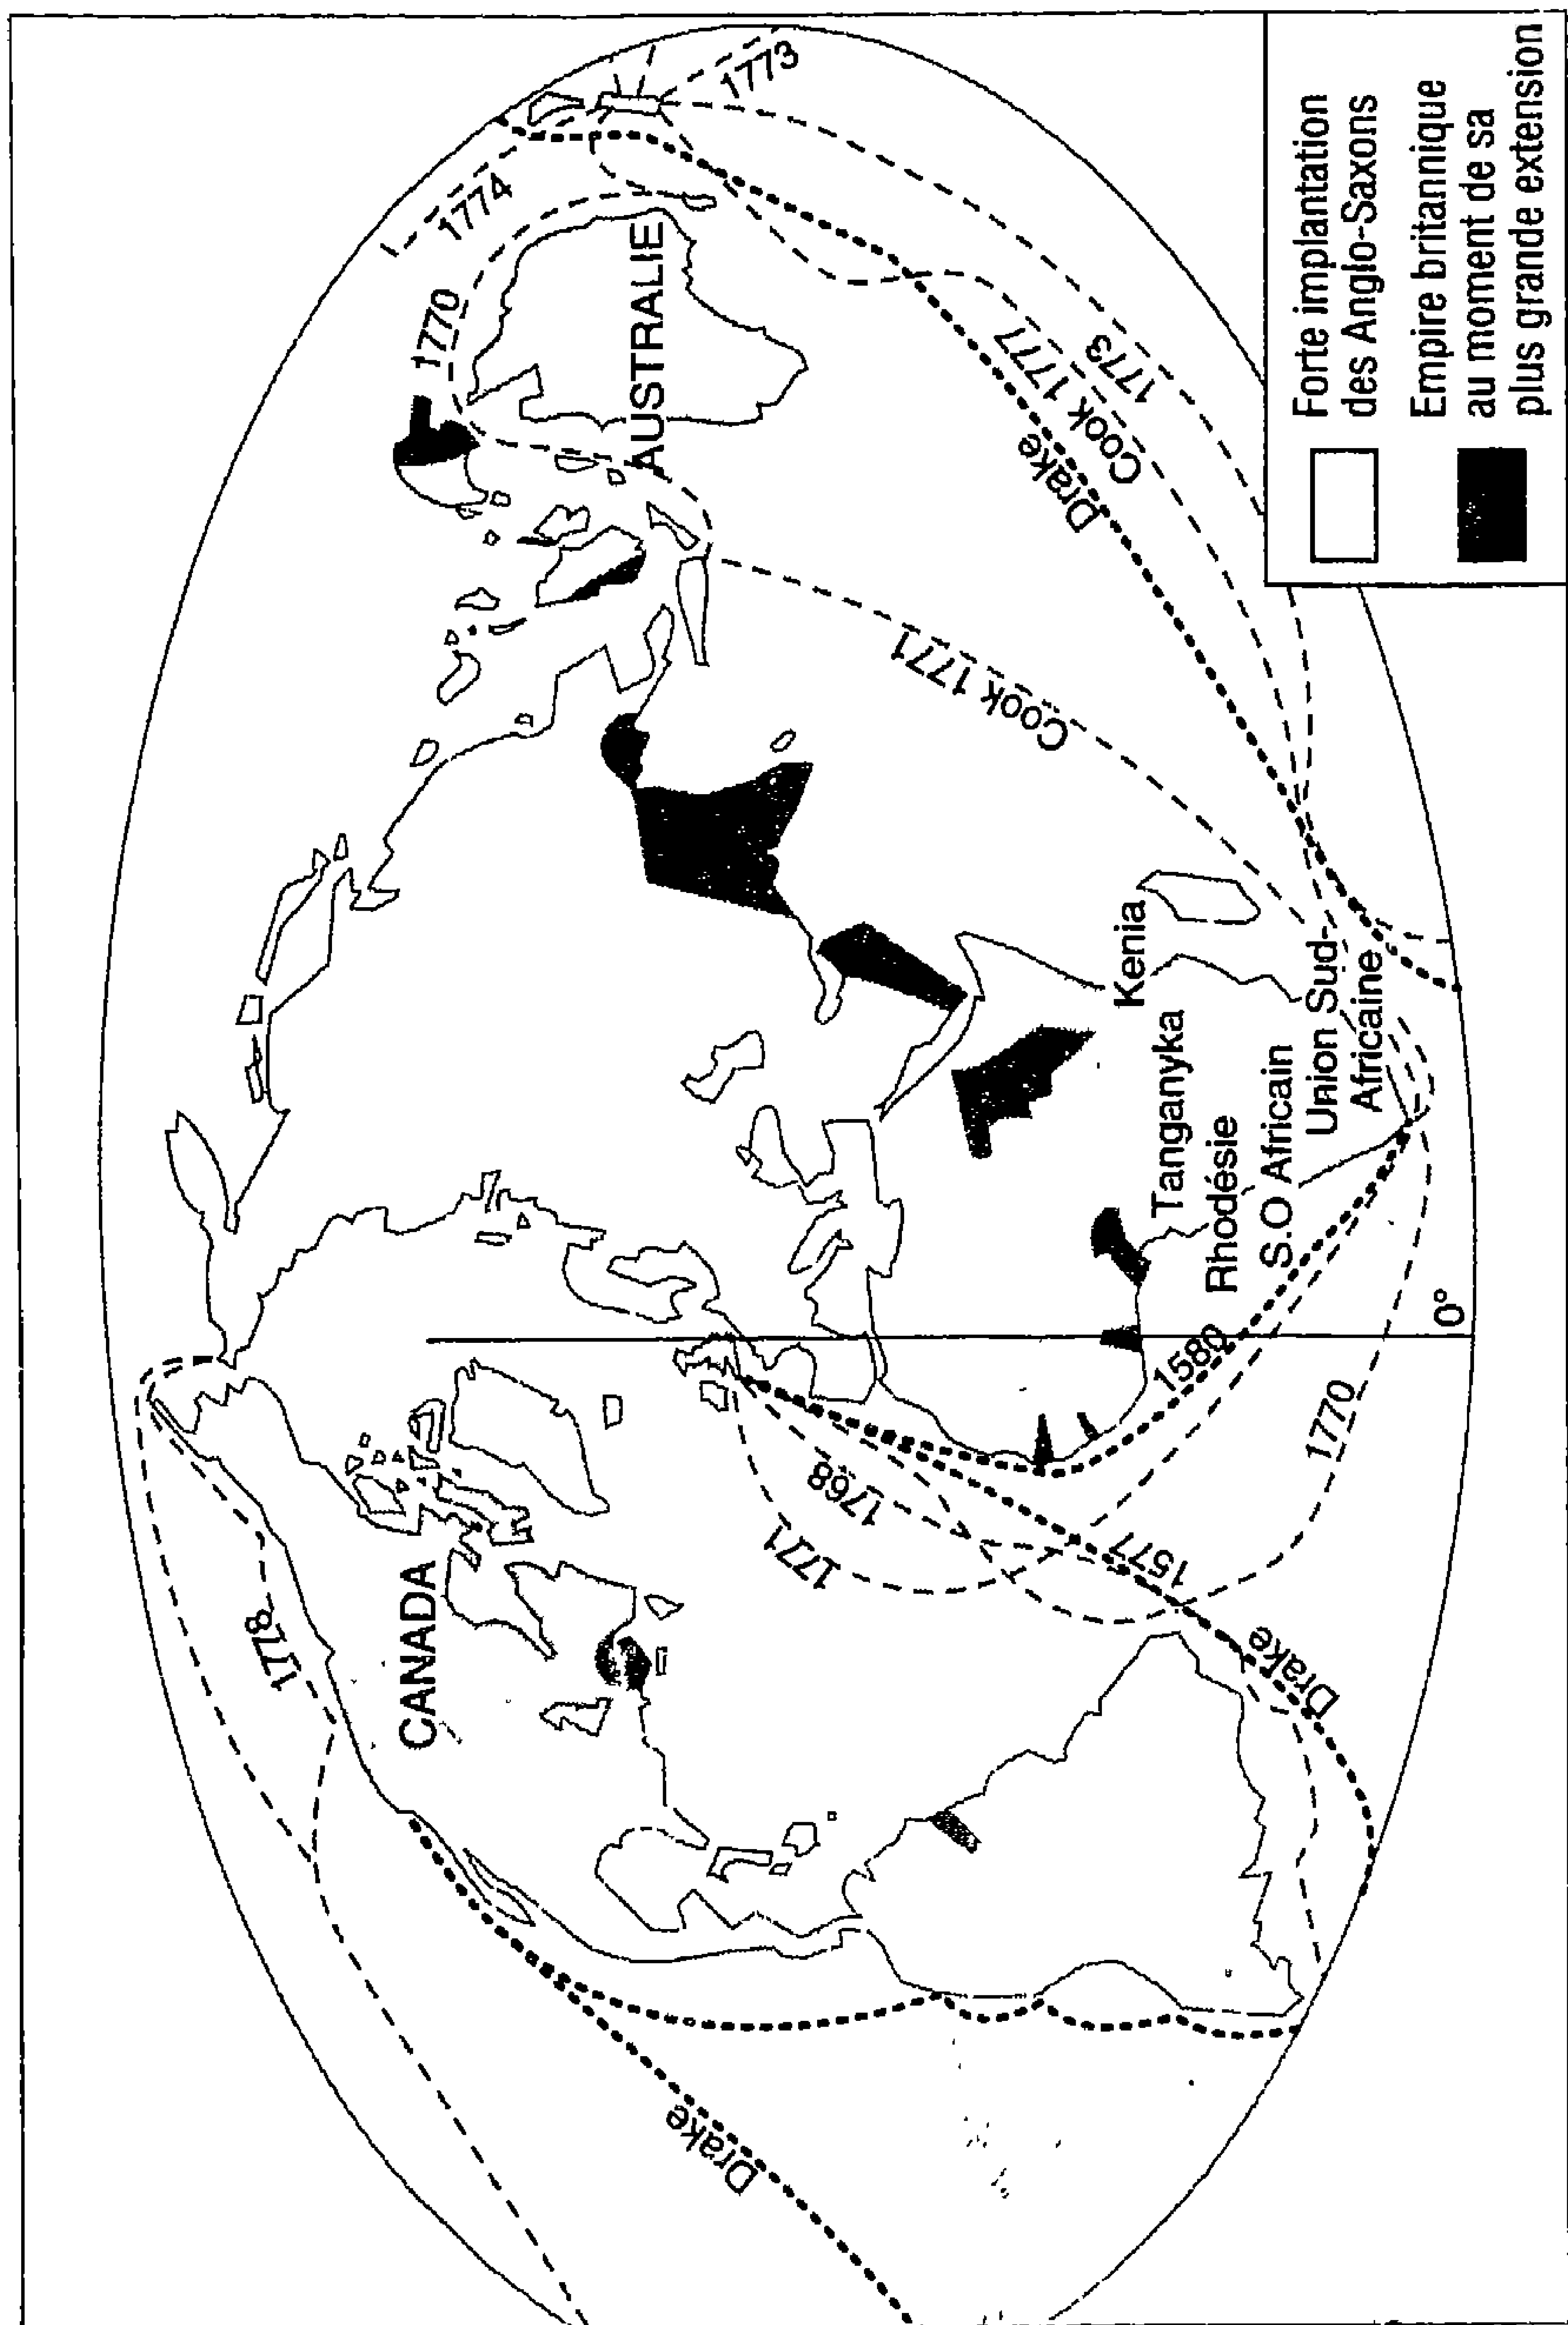 1778
CANADA
Drake
Drake
1577
1771
1768
1580
1770
0°
S.O Africain
Rhodésie
Tanganyka
Kenia
Union Sud-
Africaine
Cook 1771
Drake
Cook 1777
1773
AUSTRALIE
1770
1774
1773
Forte implantation
des Anglo-Saxons
Empire britannique
au moment de sa
plus grande extension